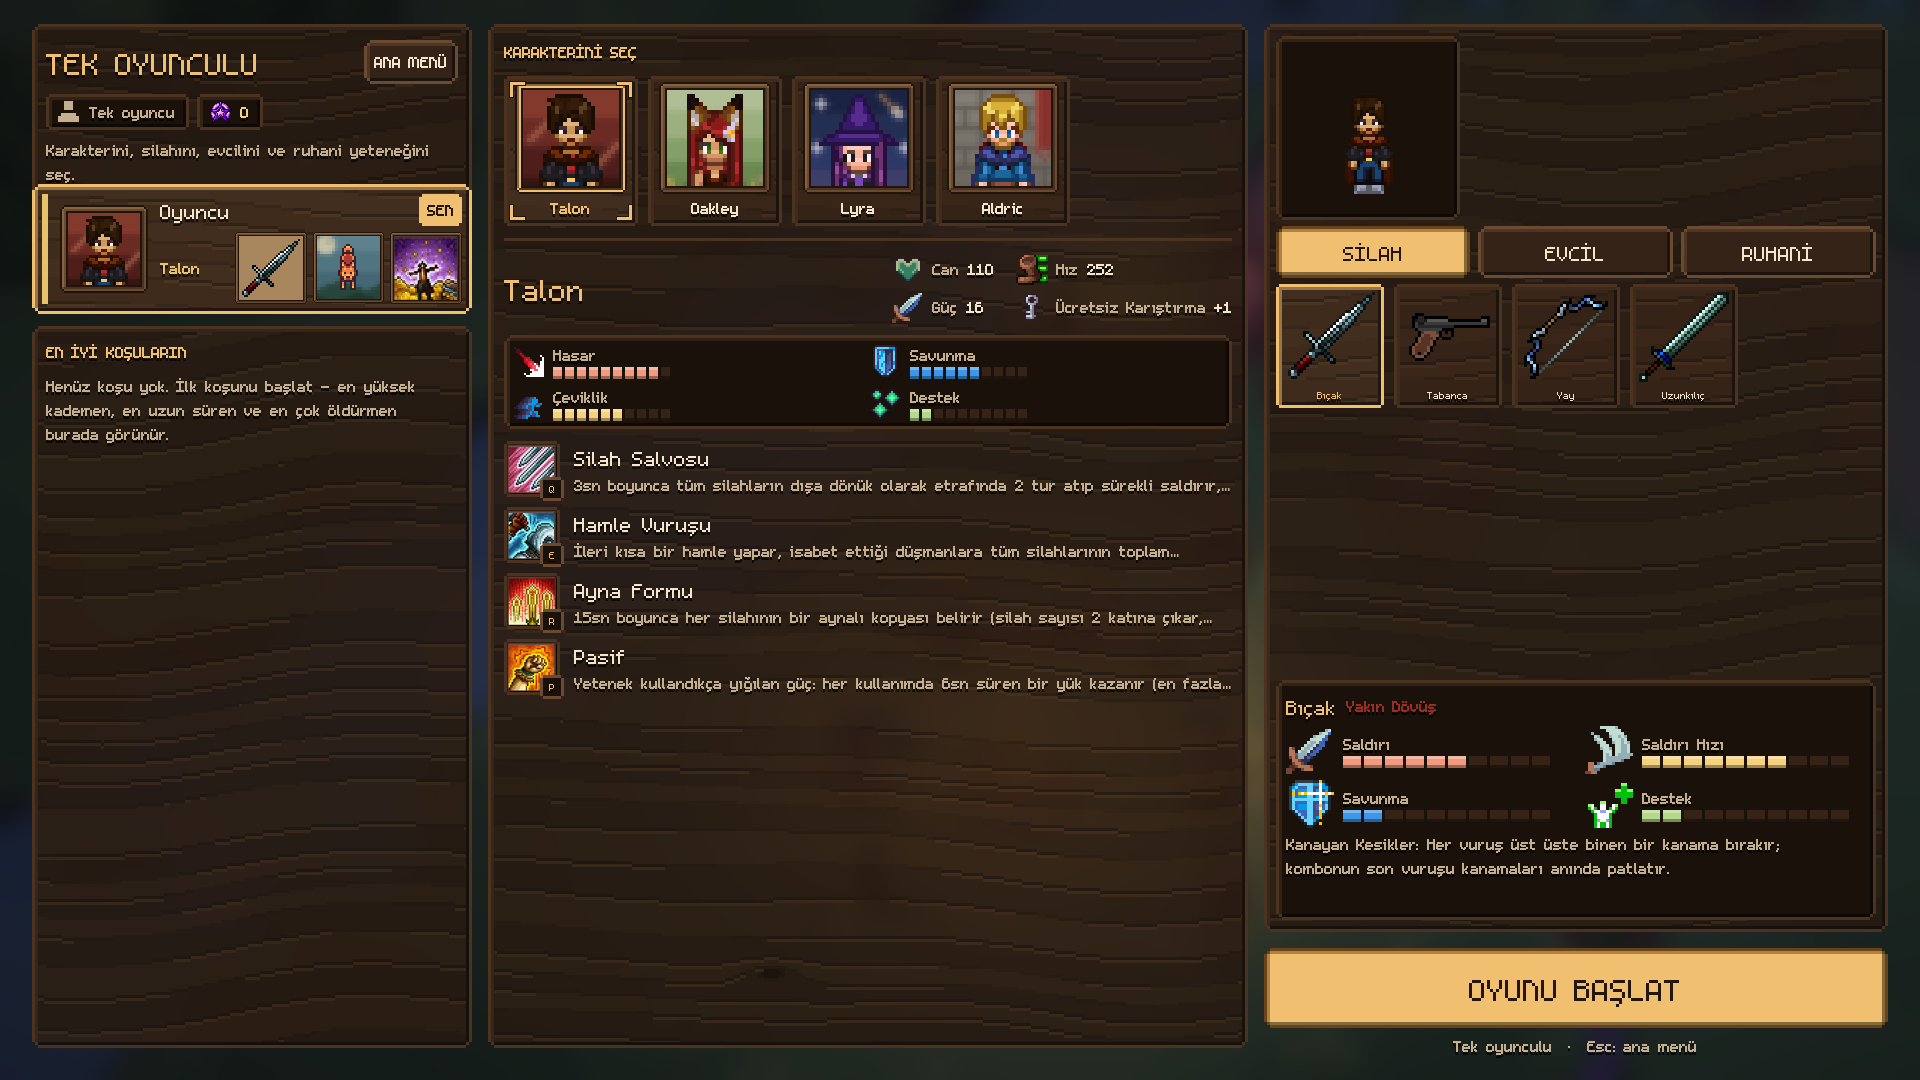 TEK OYUNCULU
ANA MENÜ
Tek oyuncu
0
Karakterini, silahını, evcilini ve ruhani yeteneğini
seç.
Oyuncu
SEN
Talon
EN İYİ KOŞULARIN
Henüz koşu yok. İlk koşunu başlat – en yüksek
kademen, en uzun süren ve en çok öldürmen
burada görünür.
KARAKTERİNİ SEÇ
Talon
Oakley
Lyra
Aldric
Talon
Can 110
Hız 252
Güç 16
Ücretsiz Karıştırma +1
Hasar
Savunma
Çeviklik
Destek
Silah Salvosu
Q
3sn boyunca tüm silahların dışa dönük olarak etrafında 2 tur atıp sürekli saldırır,...
Hamle Vuruşu
E
İleri kısa bir hamle yapar, isabet ettiği düşmanlara tüm silahlarının toplam...
Ayna Formu
R
15sn boyunca her silahının bir aynalı kopyası belirir (silah sayısı 2 katına çıkar,...
Pasif
P
Yetenek kullandıkça yığılan güç: her kullanımda 6sn süren bir yük kazanır (en fazla...
SİLAH
EVCİL
RUHANİ
Bıçak
Tabanca
Yay
Uzunkılıç
Bıçak Yakın Dövüş
Saldırı
Saldırı Hızı
Savunma
Destek
Kanayan Kesikler: Her vuruş üst üste binen bir kanama bırakır;
kombonun son vuruşu kanamaları anında patlatır.
OYUNU BAŞLAT
Tek oyunculu · Esc: ana menü